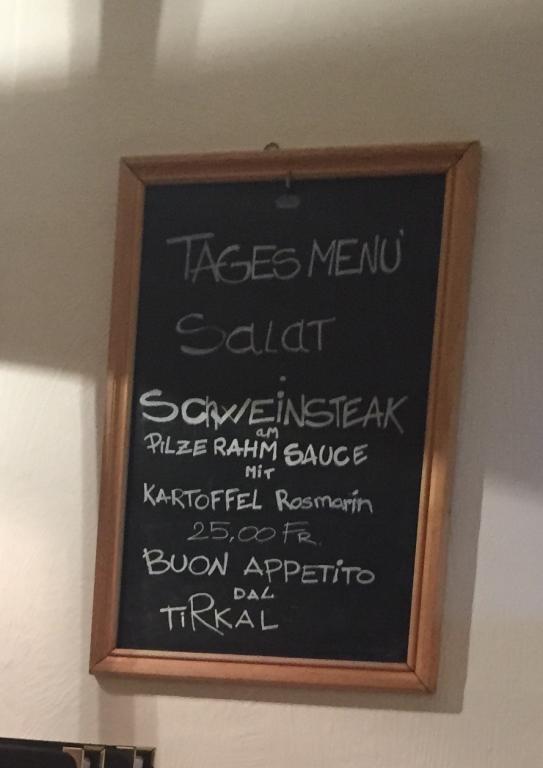 TAGES MENU'
Salat
SCHWEINSTEAK
am
PILZE RAHM SAUCE
MIT
KARTOFFEL Rosmarin
25,00 FR.
BUON APPETITO
DAL
TIRKAL